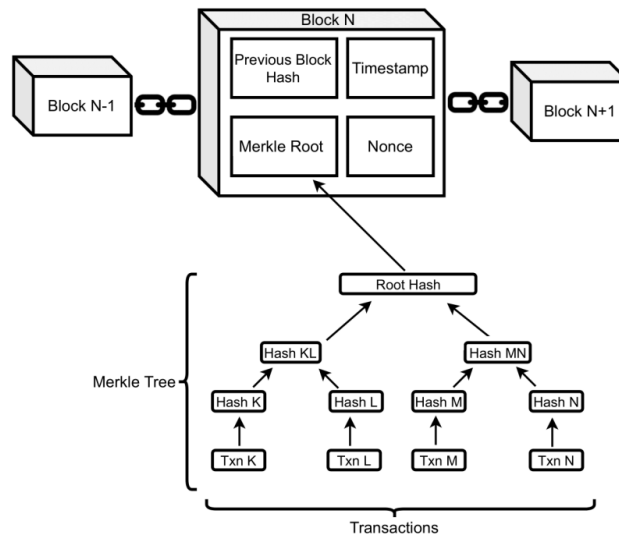 Block N
Previous Block
Hash
Timestamp
Block N-1
Block N+1
Merkle Root
Nonce
Root Hash
Hash KL
Hash MN
Merkle Tree
Hash K
Hash L
Hash M
Hash N
Txn K
Txn L
Txn M
Txn N
Transactions